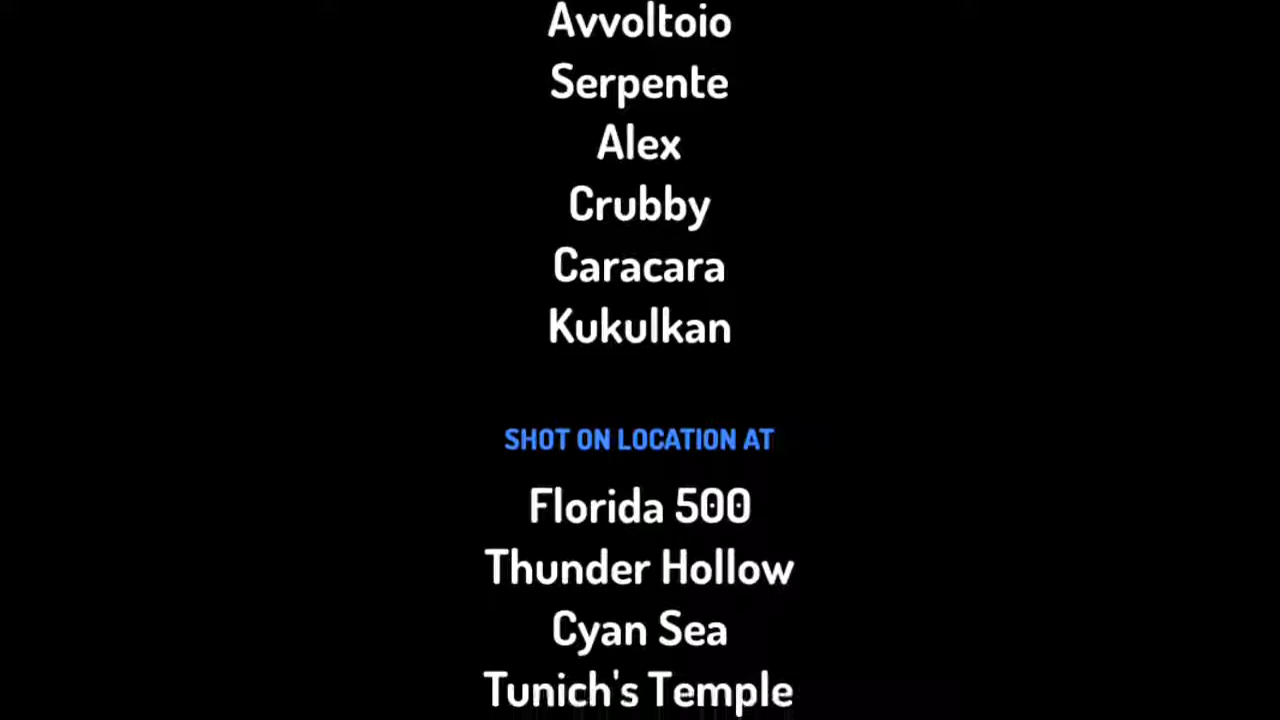 Avvoltoio
Serpente
Alex
Crubby
Caracara
Kukulkan
SHOT ON LOCATION AT
Florida 500
Thunder Hollow
Cyan Sea
Tunich's Temple